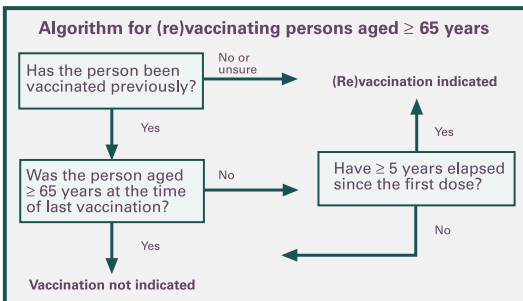 Algorithm for (re)vaccinating persons aged ≥ 65 years
Has the person been
vaccinated previously?
No or
unsure
(Re)vaccination indicated
Yes
Yes
Was the person aged
≥ 65 years at the time
of last vaccination?
No
Have ≥ 5 years elapsed
since the first dose?
Yes
No
Vaccination not indicated